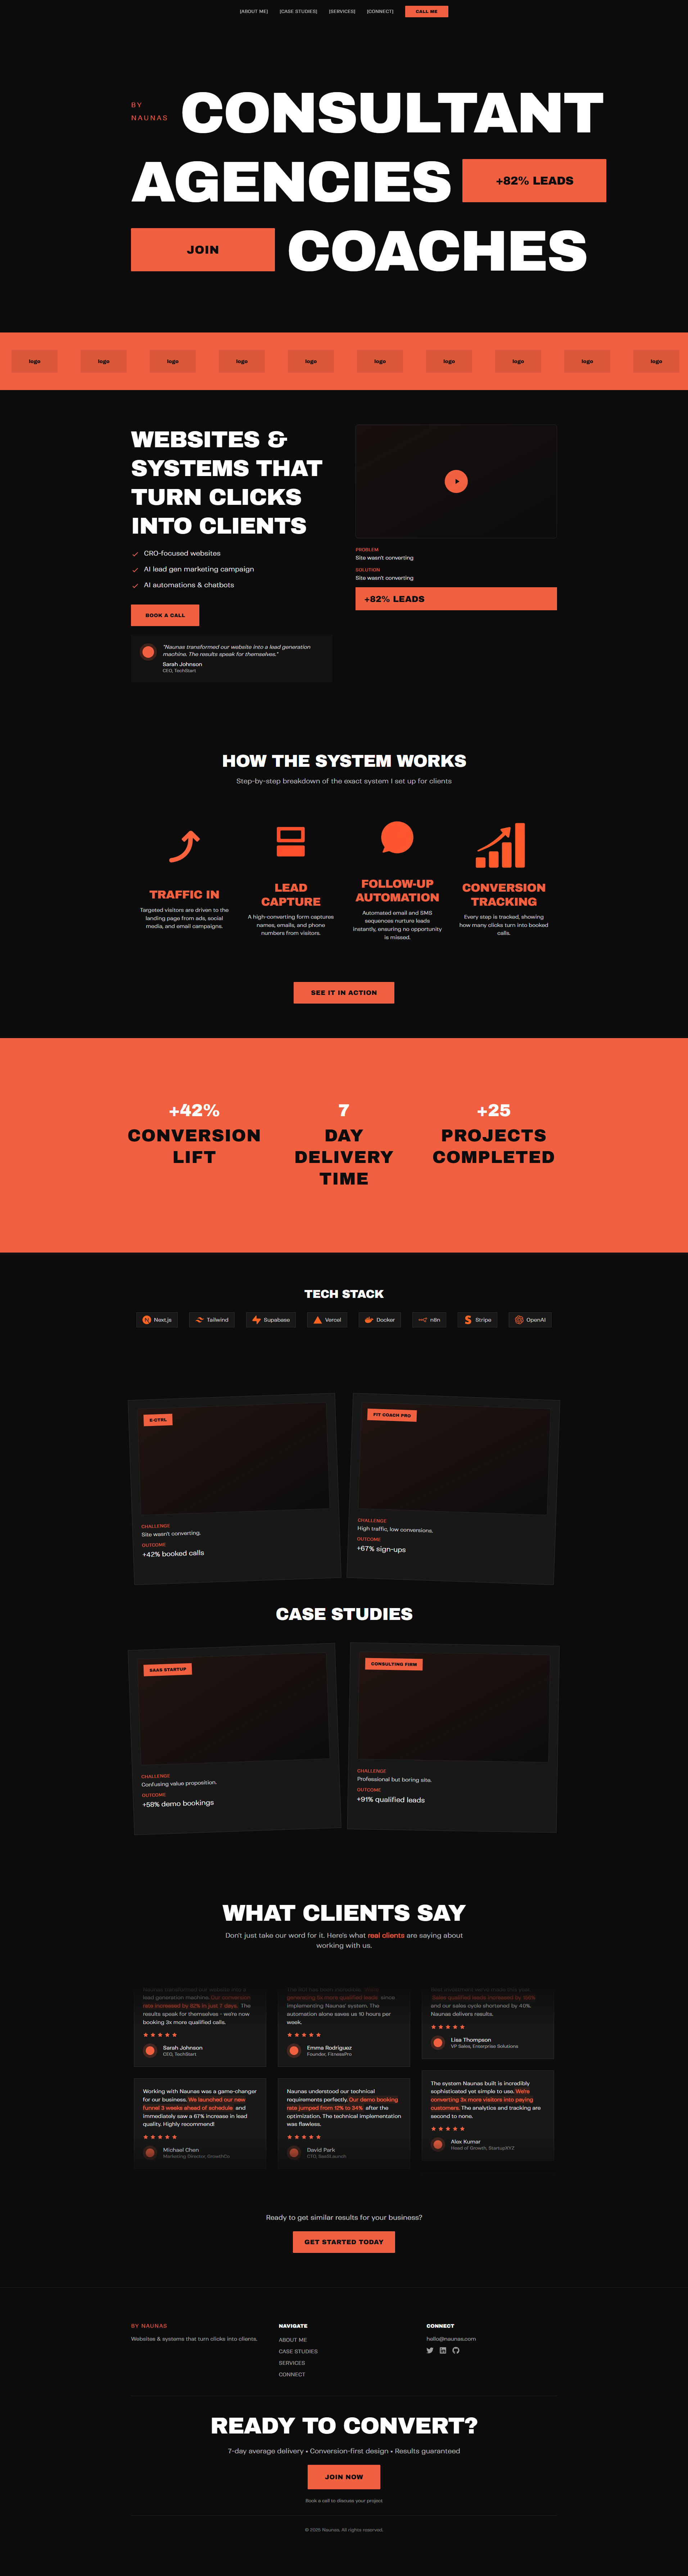 [ABOUT ME]
[CASE STUDIES]
[SERVICES]
[CONNECT]
CALL ME
BY
NAUNAS
CONSULTANT
AGENCIES
+82% LEADS
JOIN
COACHES
logo
logo
logo
logo
logo
logo
logo
logo
logo
logo
WEBSITES &
SYSTEMS THAT
TURN CLICKS
INTO CLIENTS
CRO-focused websites
AI lead gen marketing campaign
AI automations & chatbots
BOOK A CALL
"Naunas transformed our website into a lead generation
machine. The results speak for themselves."
Sarah Johnson
CEO, TechStart
PROBLEM
Site wasn't converting
SOLUTION
Site wasn't converting
+82% LEADS
HOW THE SYSTEM WORKS
Step-by-step breakdown of the exact system I set up for clients
TRAFFIC IN
Targeted visitors are driven to the
landing page from ads, social
media, and email campaigns.
LEAD
CAPTURE
A high-converting form captures
names, emails, and phone
numbers from visitors.
FOLLOW-UP
AUTOMATION
Automated email and SMS
sequences nurture leads
instantly, ensuring no opportunity
is missed.
CONVERSION
TRACKING
Every step is tracked, showing
how many clicks turn into booked
calls.
SEE IT IN ACTION
+42%
CONVERSION
LIFT
7
DAY
DELIVERY
TIME
+25
PROJECTS
COMPLETED
TECH STACK
Next.js
Tailwind
Supabase
Vercel
Docker
n8n
Stripe
OpenAI
E-CTRL
CHALLENGE
Site wasn't converting.
OUTCOME
+42% booked calls
FIT COACH PRO
CHALLENGE
High traffic, low conversions.
OUTCOME
+67% sign-ups
CASE STUDIES
SAAS STARTUP
CHALLENGE
Confusing value proposition.
OUTCOME
+58% demo bookings
CONSULTING FIRM
CHALLENGE
Professional but boring site.
OUTCOME
+91% qualified leads
WHAT CLIENTS SAY
Don't just take our word for it. Here's what real clients are saying about
working with us.
lead generation machine. Our conversion
rate increased by 82% in just 7 days. The
results speak for themselves - we're now
booking 3x more qualified calls.
Sarah Johnson
CEO, TechStart
generating 3x more qualified leads since
implementing Naunas' system. The
automation alone saves us 10 hours per
week.
Emma Rodriguez
Founder, FitnessPro
and our sales cycle shortened by 40%.
Naunas delivers results.
Lisa Thompson
VP Sales, Enterprise Solutions
Working with Naunas was a game-changer
for our business. We launched our new
funnel 3 weeks ahead of schedule and
immediately saw a 67% increase in lead
quality. Highly recommend!
Michael Chen
Marketing Director, GrowthCo
Naunas understood our technical
requirements perfectly. Our demo booking
rate jumped from 12% to 34% after the
optimization. The technical implementation
was flawless.
David Park
CTO, SaaSLaunch
The system Naunas built is incredibly
sophisticated yet simple to use. We're
converting 3x more visitors into paying
customers. The analytics and tracking are
second to none.
Alex Kumar
Head of Growth, StartupXYZ
Ready to get similar results for your business?
GET STARTED TODAY
BY NAUNAS
Websites & systems that turn clicks into clients.
NAVIGATE
ABOUT ME
CASE STUDIES
SERVICES
CONNECT
CONNECT
hello@naunas.com
READY TO CONVERT?
7-day average delivery • Conversion-first design • Results guaranteed
JOIN NOW
Book a call to discuss your project
© 2025 Naunas. All rights reserved.